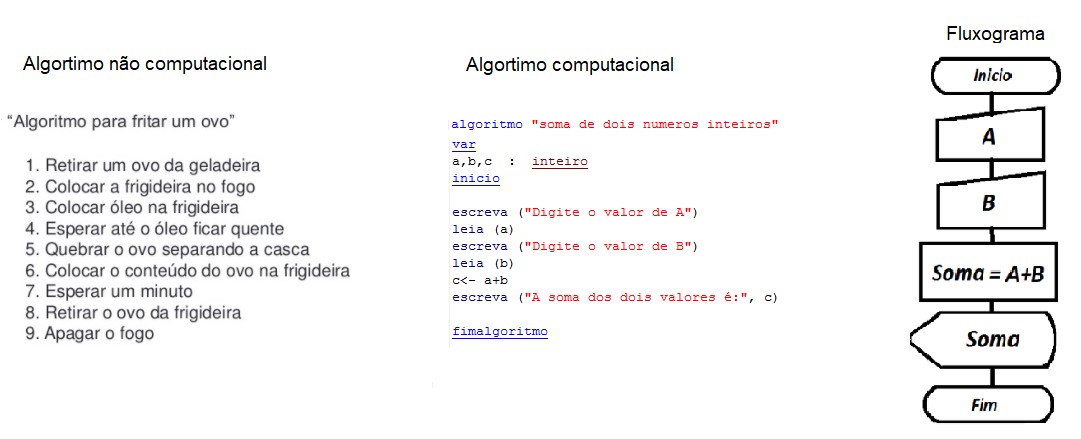 Algortimo não computacional
“Algoritmo para fritar um ovo”
1. Retirar um ovo da geladeira
2. Colocar a frigideira no fogo
3. Colocar óleo na frigideira
4. Esperar até o óleo ficar quente
5. Quebrar o ovo separando a casca
6. Colocar o conteúdo do ovo na frigideira
7. Esperar um minuto
8. Retirar o ovo da frigideira
9. Apagar o fogo
Algortimo computacional
algoritmo "soma de dois numeros inteiros"
var
a,b,c : inteiro
inicio
escreva ("Digite o valor de A")
leia (a)
escreva ("Digite o valor de B")
leia (b)
c<- a+b
escreva ("A soma dos dois valores é:", c)
fimalgoritmo
Fluxograma
Inicio
A
B
Soma = A+B
Soma
Fim